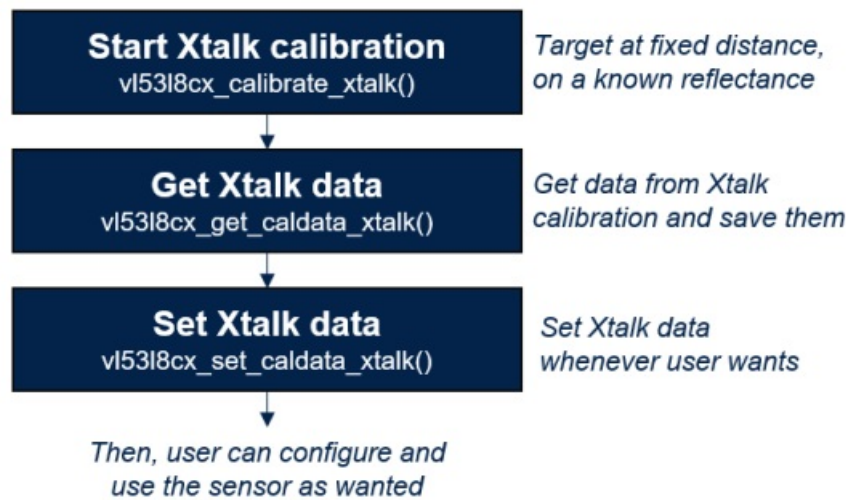 Start Xtalk calibration
vl53l8cx_calibrate_xtalk()
Target at fixed distance,
on a known reflectance
Get Xtalk data
vl53l8cx_get_caldata_xtalk()
Get data from Xtalk
calibration and save them
Set Xtalk data
vl53l8cx_set_caldata_xtalk()
Set Xtalk data
whenever user wants
Then, user can configure and
use the sensor as wanted